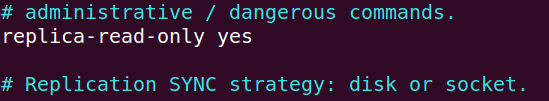 # administrative / dangerous commands.
replica-read-only yes
# Replication SYNC strategy: disk or socket.